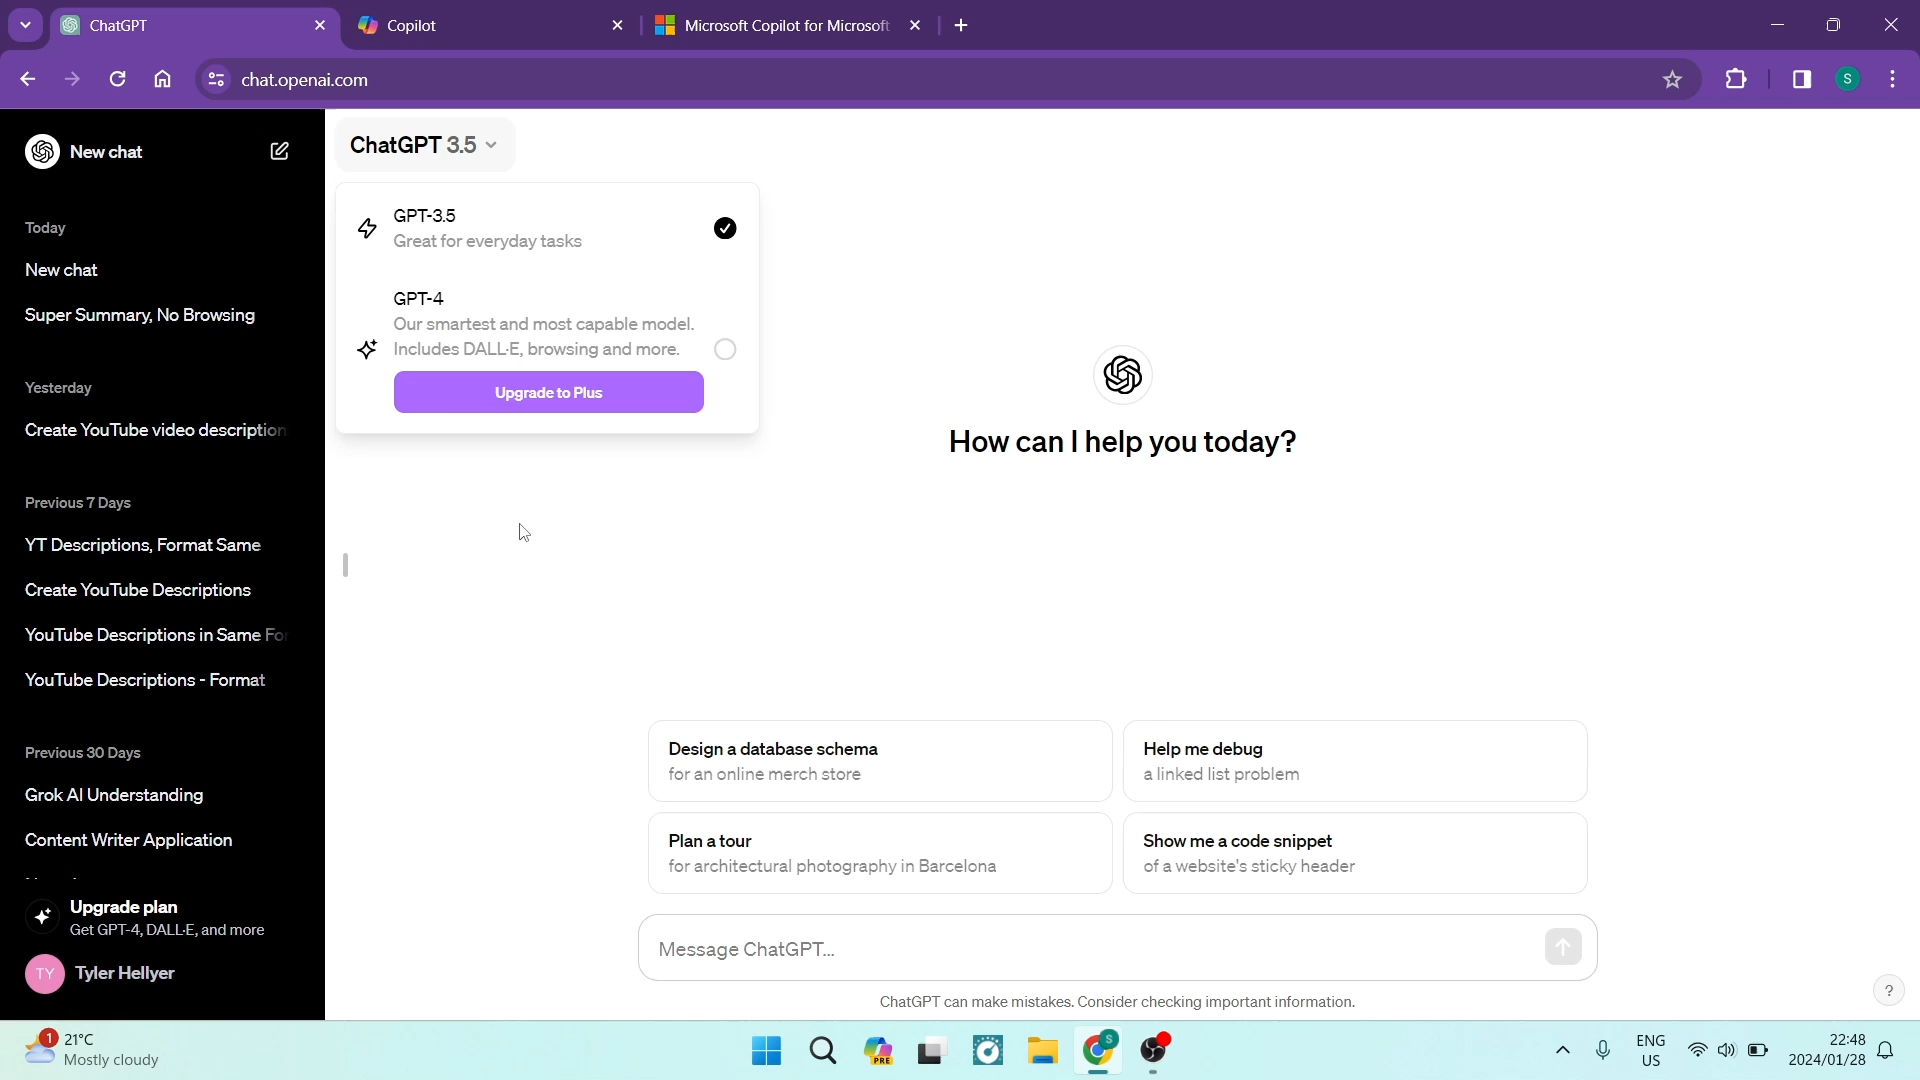 ChatGPT
Copilot
Microsoft Copilot for Microsoft
chat.openai.com
S
New chat
Today
New chat
Super Summary, No Browsing
Yesterday
Create YouTube video description
Previous 7 Days
YT Descriptions, Format Same
Create YouTube Descriptions
YouTube Descriptions in Same Fo
YouTube Descriptions - Format
Previous 30 Days
Grok AI Understanding
Content Writer Application
Upgrade plan
Get GPT-4, DALL·E, and more
TY
Tyler Hellyer
ChatGPT 3.5
GPT-3.5
Great for everyday tasks
GPT-4
Our smartest and most capable model.
Includes DALL·E, browsing and more.
Upgrade to Plus
How can I help you today?
Design a database schema
for an online merch store
Help me debug
a linked list problem
Plan a tour
for architectural photography in Barcelona
Show me a code snippet
of a website's sticky header
Message ChatGPT...
ChatGPT can make mistakes. Consider checking important information.
?
1
21°C
Mostly cloudy
PRE
S
ENG
US
22:48
2024/01/28